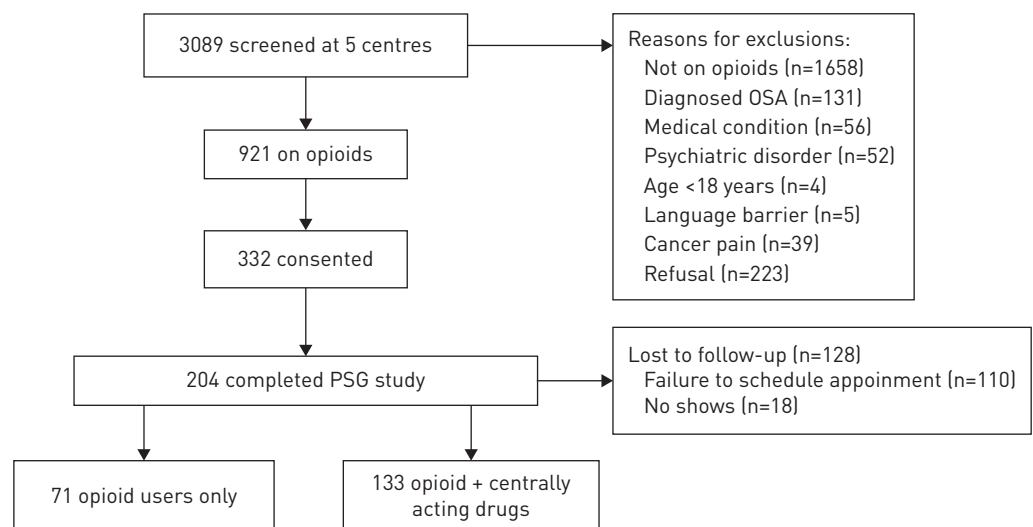 3089 screened at 5 centres
Reasons for exclusions:
Not on opioids (n=1658)
Diagnosed OSA (n=131)
Medical condition (n=56)
Psychiatric disorder (n=52)
Age <18 years (n=4)
Language barrier (n=5)
Cancer pain (n=39)
Refusal (n=223)
921 on opioids
332 consented
204 completed PSG study
Lost to follow-up (n=128)
Failure to schedule appoinment (n=110)
No shows (n=18)
71 opioid users only
133 opioid + centrally
acting drugs